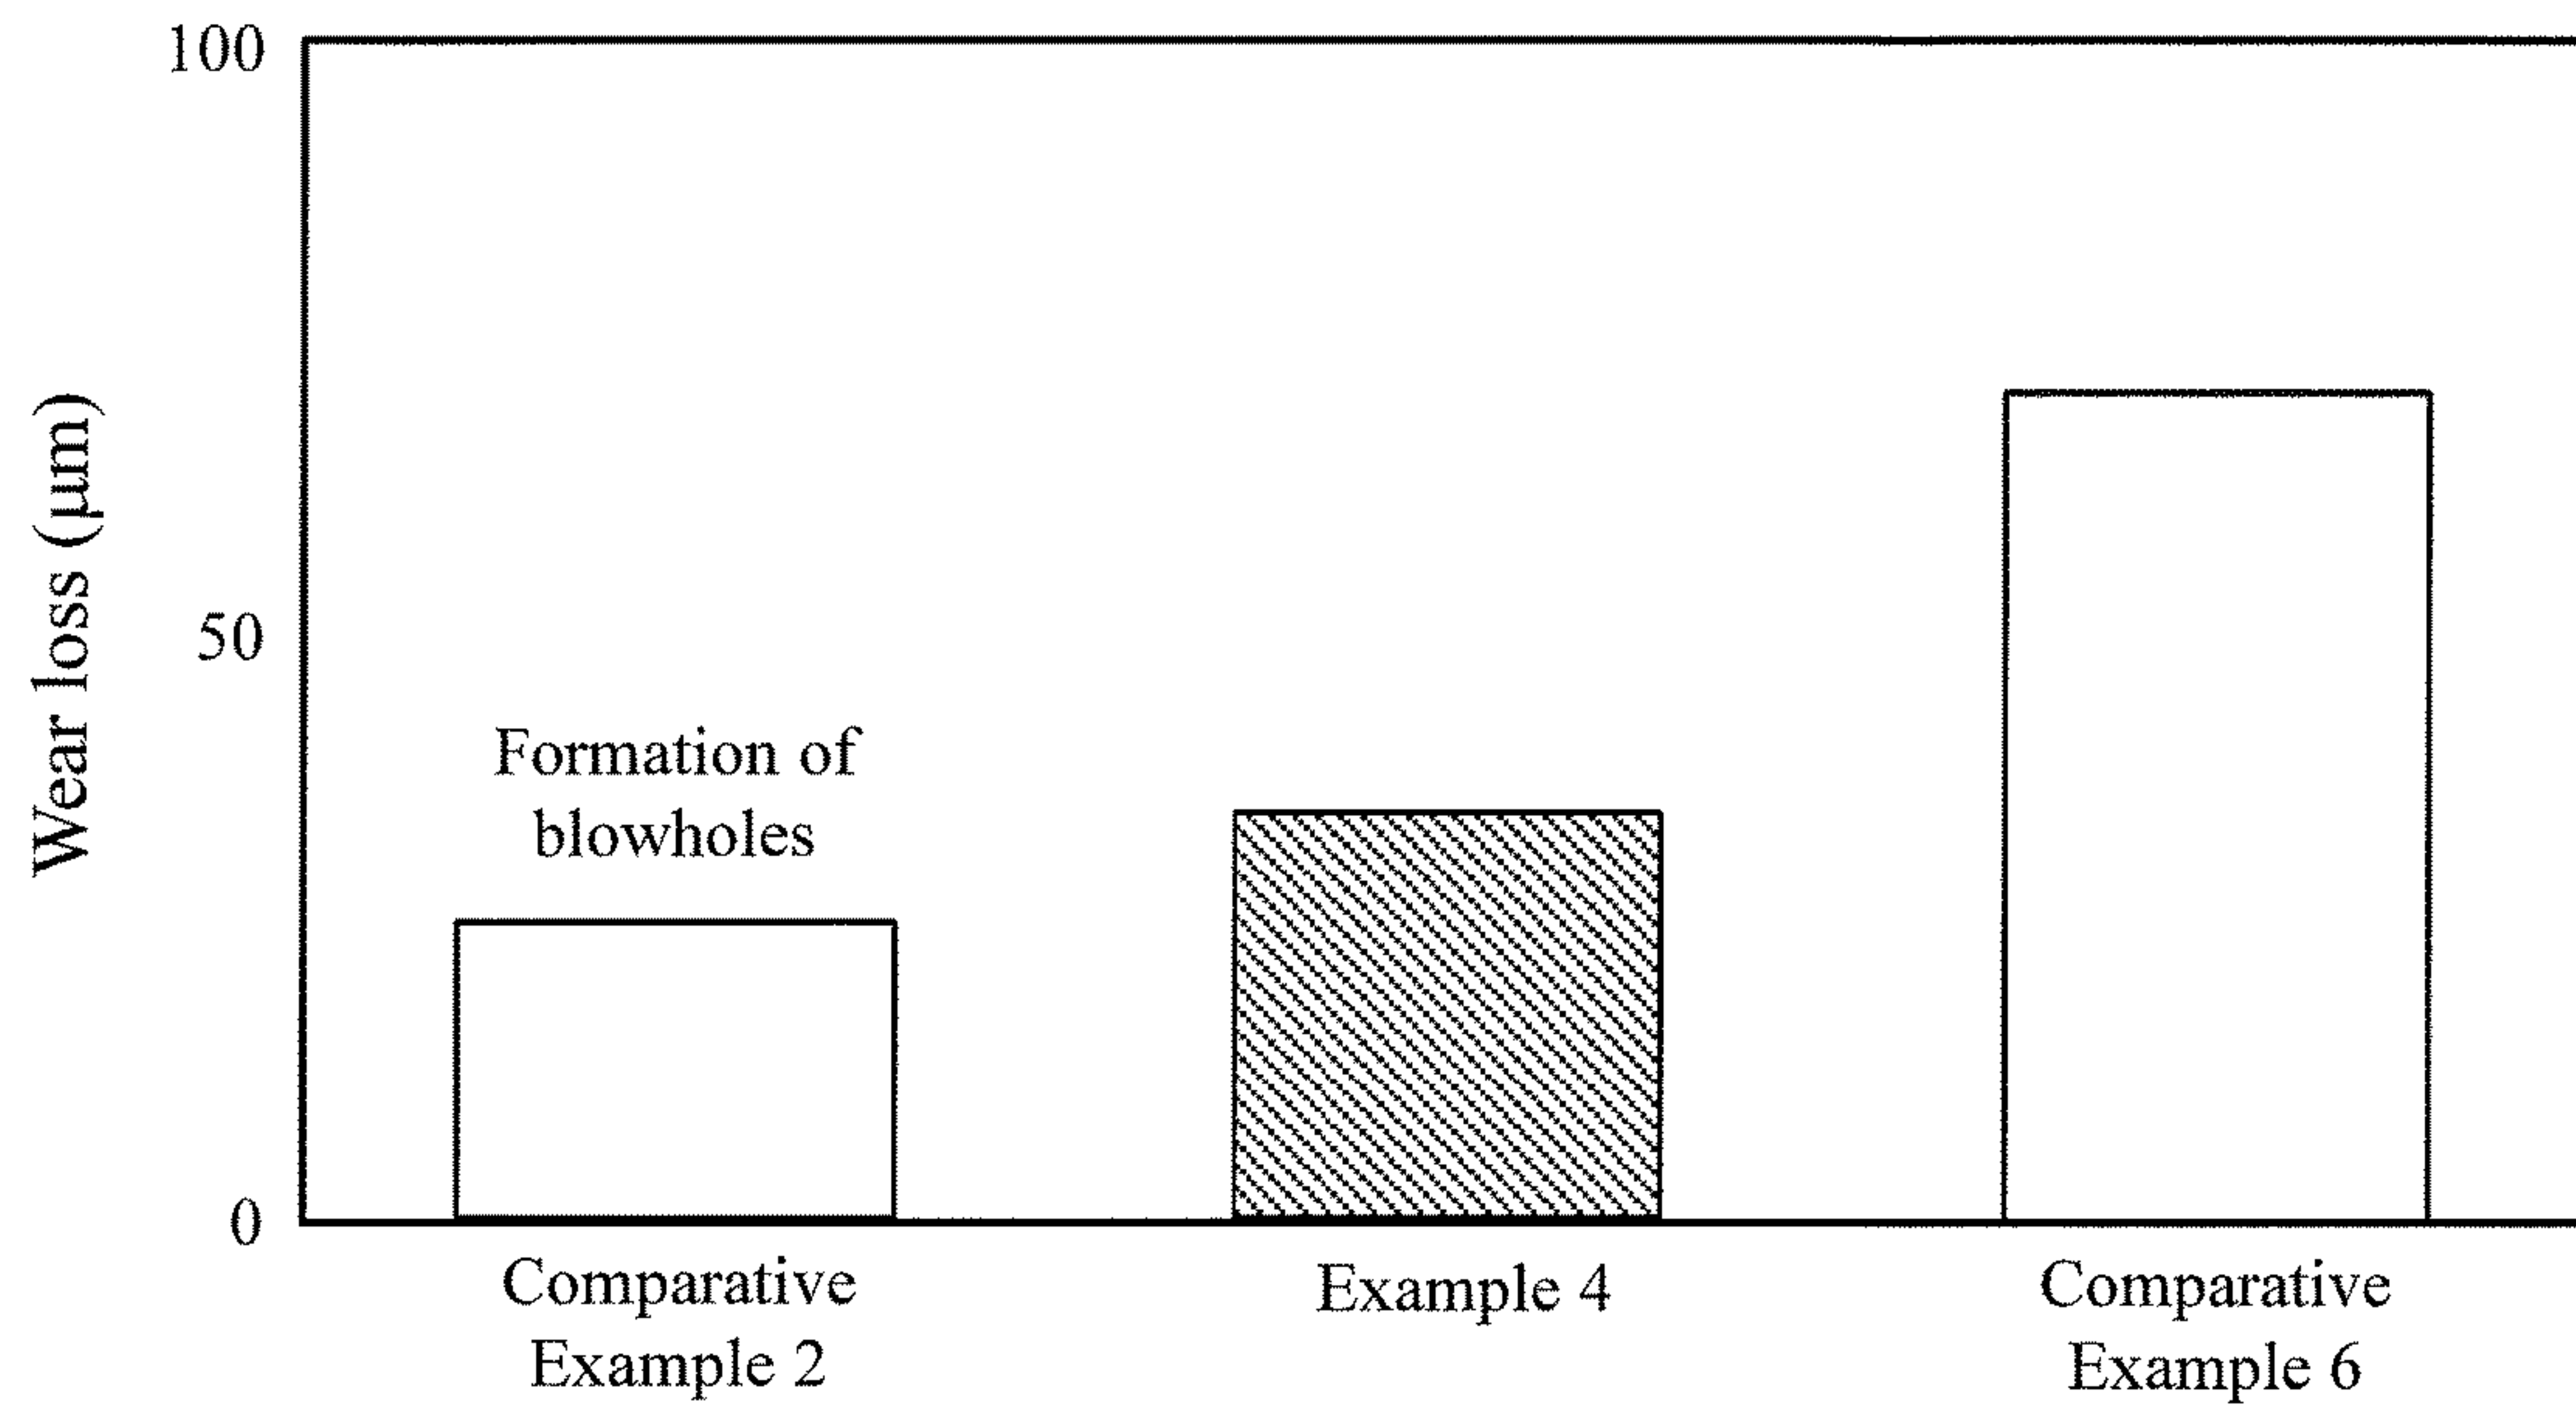 100
50
0
Wear loss (μm)
Formation of
blowholes
Comparative
Example 2
Example 4
Comparative
Example 6